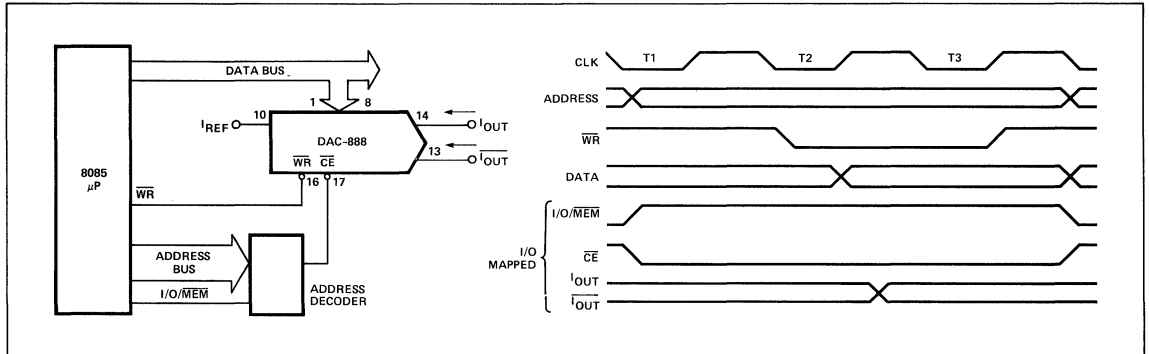 8085
μP
DATA BUS
1
8
10
IREF
DAC-888
14
IOUT
13
IOUT
WR
CE
16
17
WR
ADDRESS
BUS
I/O/MEM
ADDRESS
DECODER
CLK
T1
T2
T3
ADDRESS
WR
DATA
I/O
MAPPED
I/O/MEM
CE
IOUT
IOUT